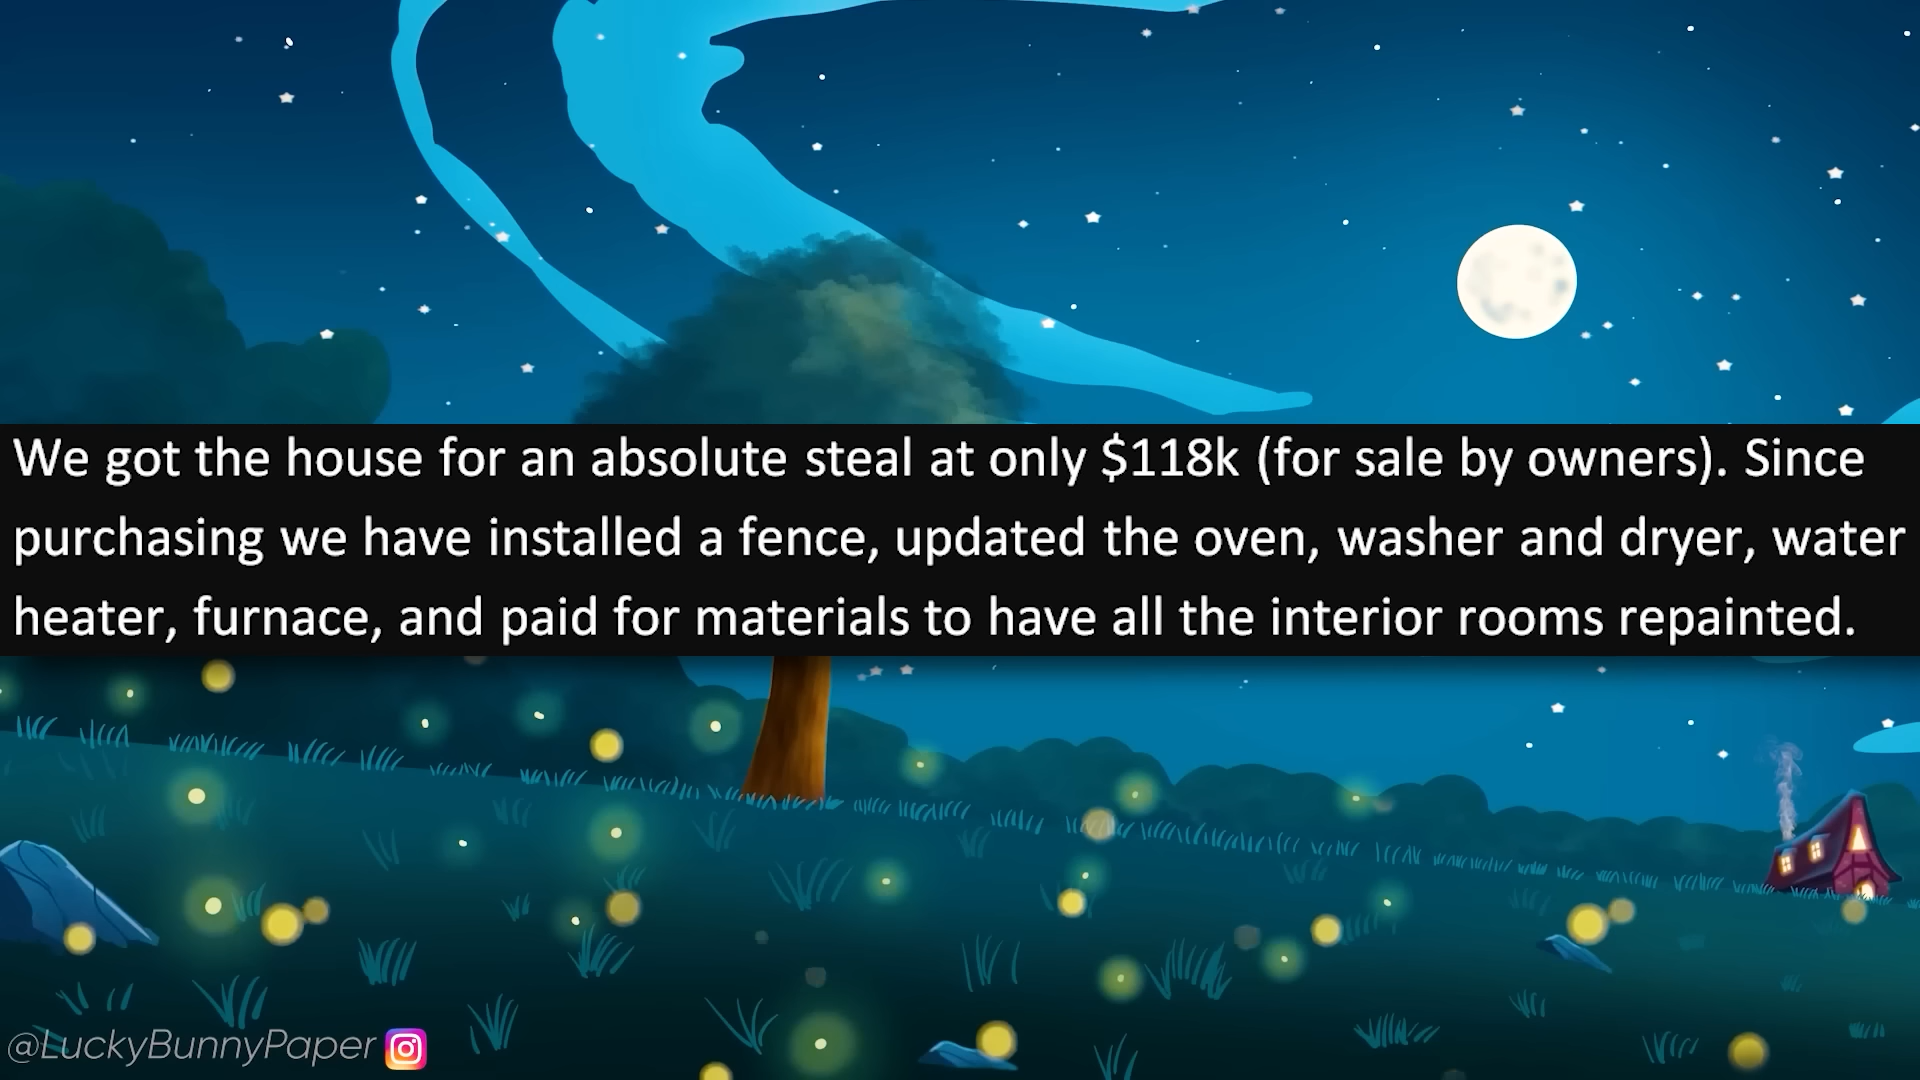 We got the house for an absolute steal at only $118k (for sale by owners). Since
purchasing we have installed a fence, updated the oven, washer and dryer, water
heater, furnace, and paid for materials to have all the interior rooms repainted.
@LuckyBunnyPaper